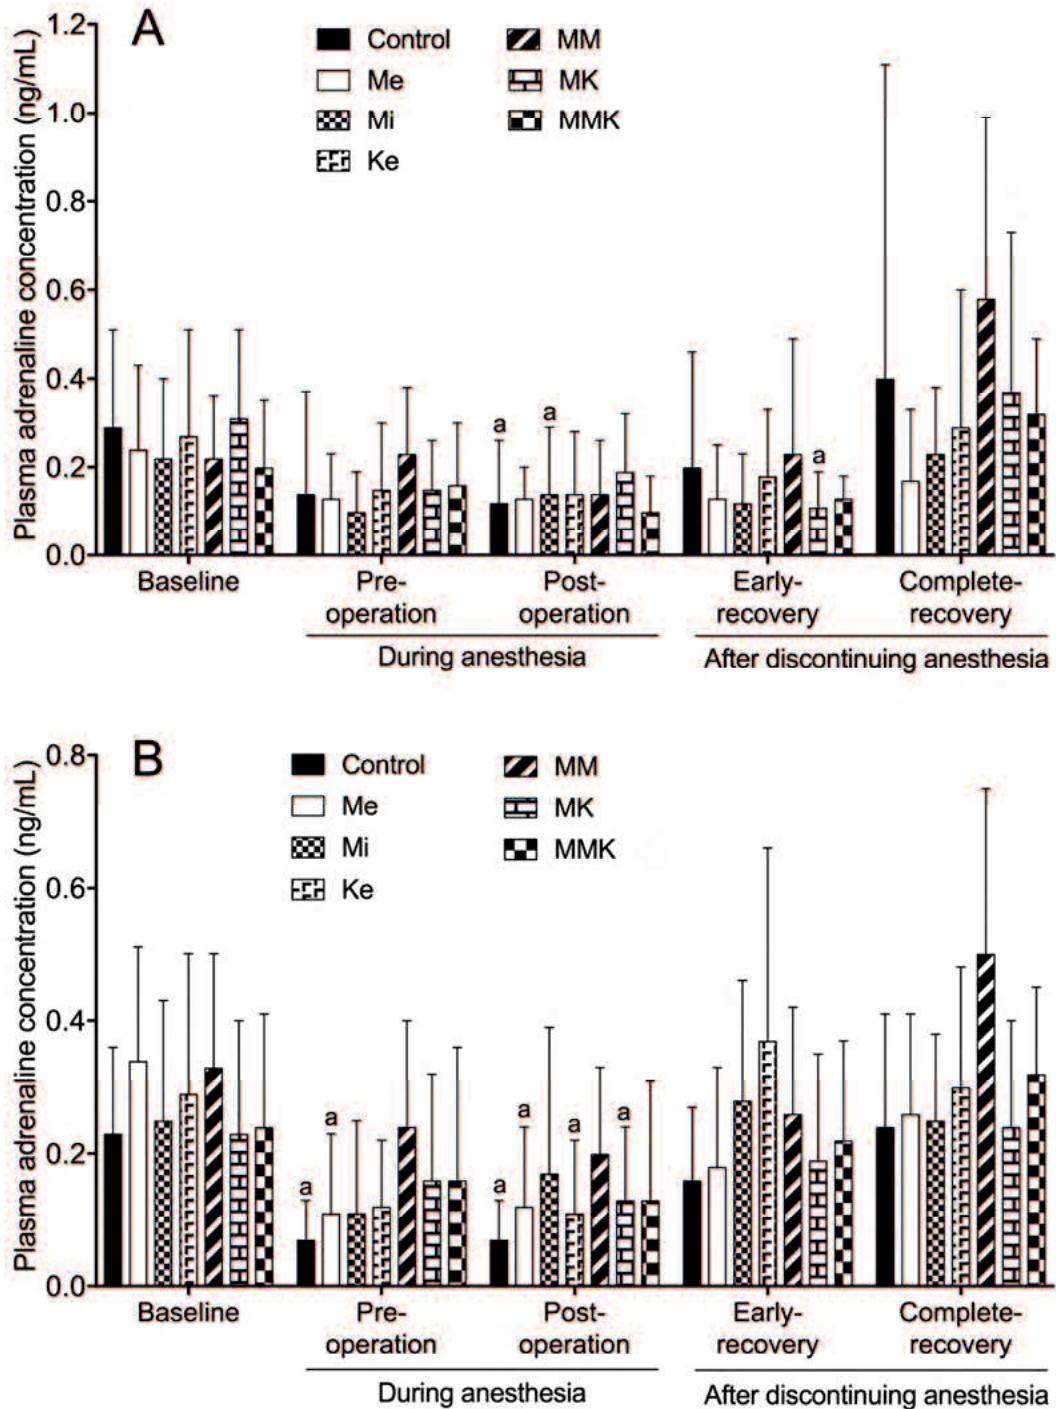 A
Plasma adrenaline concentration (ng/mL)
1.2
1.0
0.8
0.6
0.4
0.2
0.0
Control
Me
Mi
Ke
MM
MK
MMK
a
a
a
Baseline
Pre-
operation
Post-
operation
Early-
recovery
Complete-
recovery
During anesthesia
After discontinuing anesthesia
B
Plasma adrenaline concentration (ng/mL)
0.8
0.6
0.4
0.2
0.0
Control
Me
Mi
Ke
MM
MK
MMK
a
a
a
a
a
a
Baseline
Pre-
operation
Post-
operation
Early-
recovery
Complete-
recovery
During anesthesia
After discontinuing anesthesia